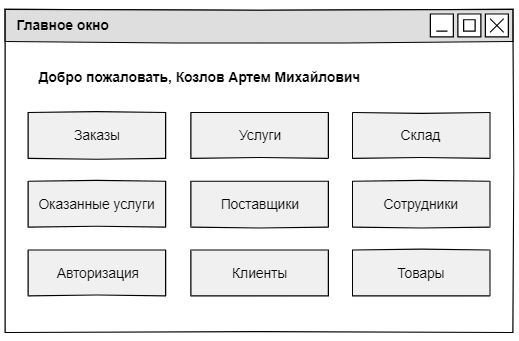 Главное окно
Добро пожаловать, Козлов Артем Михайлович
Заказы Услуги Склад
Оказанные услуги Поставщики Сотрудники
Авторизация Клиенты Товары